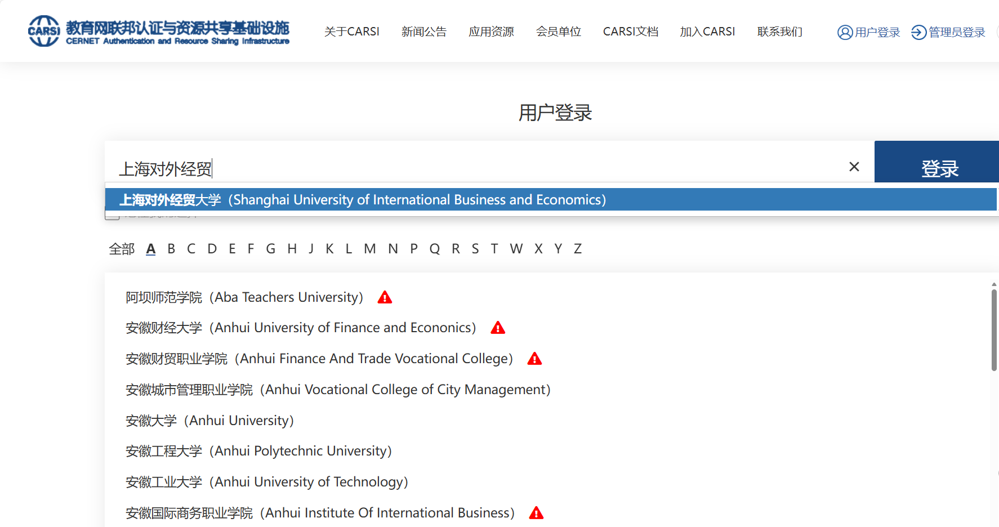 CARSI 教育网联邦认证与资源共享基础设施
CERNET Authentication and Resource Sharing Infrastructure
关于CARSI 新闻公告 应用资源 会员单位 CARSI文档 加入CARSI 联系我们 用户登录 管理员登录
用户登录
上海对外经贸
登录
上海对外经贸大学（Shanghai University of International Business and Economics）
全部 A B C D E F G H J K L M N P Q R S T W X Y Z
阿坝师范学院（Aba Teachers University）
安徽财经大学（Anhui University of Finance and Econonics）
安徽财贸职业学院（Anhui Finance And Trade Vocational College）
安徽城市管理职业学院（Anhui Vocational College of City Management）
安徽大学（Anhui University）
安徽工程大学（Anhui Polytechnic University）
安徽工业大学（Anhui University of Technology）
安徽国际商务职业学院（Anhui Institute Of International Business）